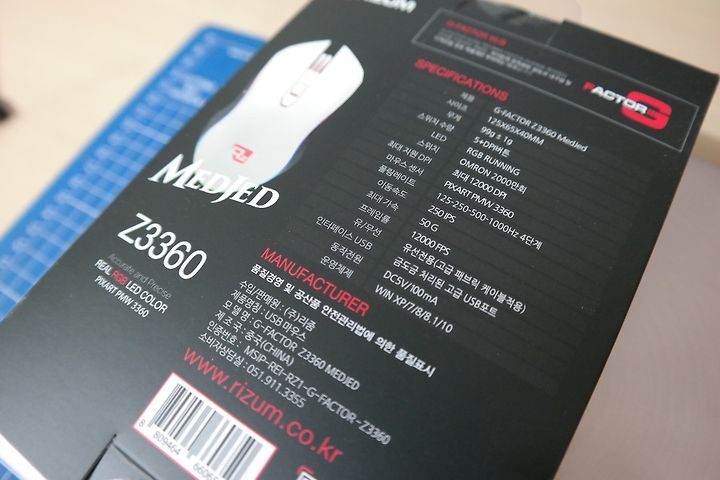 ZUM
G-FACTOR 이란
FACTOR
G
SPECIFICATIONS
제품 G-FACTOR Z3360 MedJed
사이즈 125X65X40MM
무게 99g ± 1g
스위치 수량 5+DPI버튼
LED RGB RUNNING
스위치 OMRON 2000만회
최대 지원 DPI 최대 12000 DPI
마우스 센서 PIXART PMW 3360
폴링레이트 125-250-500-1000Hz 4단계
이동속도 250 IPS
최대 가속 50 G
프레임률 12000 FPS
유/무선 유선전용(고급 패브릭 케이블적용)
인터페이스 USB 금도금 처리된 고급 USB포트
동작전원 DC5V/100mA
운영체제 WIN XP/7/8/8.1/10
MEDJED
Z3360
Accurate and Precise
REAL RGB LED COLOR
PIXART PMW 3360
MANUFACTURER
품질경영 및 공산품 안전관리법에 의한 품질표시
수입/판매원 : (주)리줌
제품명칭 : USB 마우스
모 델 명 : G-FACTOR Z3360 MEDJED
제 조 국 : 중국(CHINA)
인증번호 : MSIP-REI-RZ1-G-FACTOR-Z3360
소비자상담실 : 051.911.3355
www.rizum.co.kr
8 809464